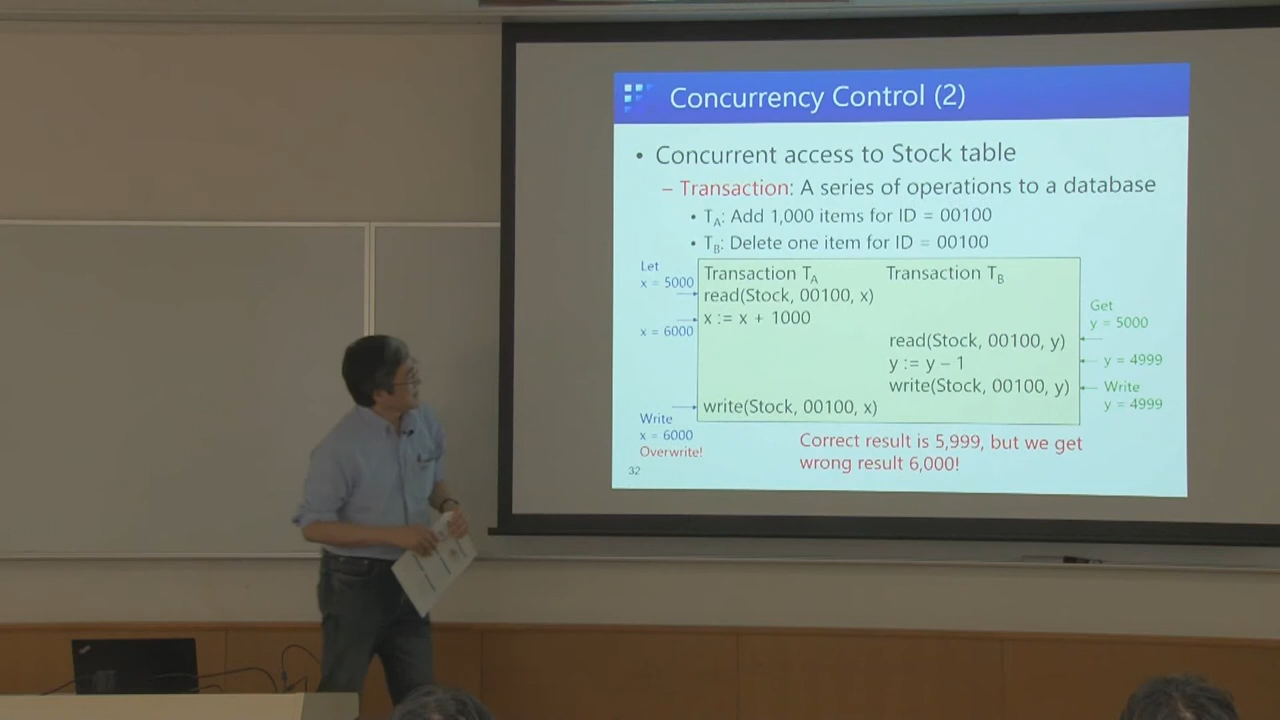 Concurrency Control (2)
• Concurrent access to Stock table
– Transaction: A series of operations to a database
• TA: Add 1,000 items for ID = 00100
• TB: Delete one item for ID = 00100
Let
x = 5000
x = 6000
Write
x = 6000
Overwrite!
Transaction TA
read(Stock, 00100, x)
x := x + 1000
write(Stock, 00100, x)
Transaction TB
read(Stock, 00100, y)
y := y – 1
write(Stock, 00100, y)
Get
y = 5000
y = 4999
Write
y = 4999
Correct result is 5,999, but we get
wrong result 6,000!
32